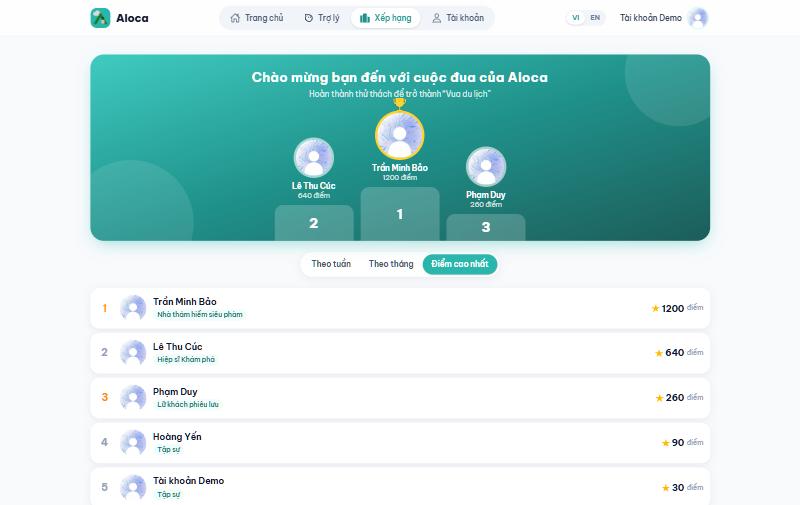 Aloca
Trang chủ
Trợ lý
Xếp hạng
Tài khoản
VI EN
Tài khoản Demo
Chào mừng bạn đến với cuộc đua của Aloca
Hoàn thành thử thách để trở thành "Vua du lịch"
Trần Minh Bảo
1200 điểm
Lê Thu Cúc
640 điểm
Phạm Duy
260 điểm
2
1
3
Theo tuần
Theo tháng
Điểm cao nhất
1 Trần Minh Bảo
Nhà thám hiểm siêu phàm
★ 1200 điểm
2 Lê Thu Cúc
Hiệp sĩ Khám phá
★ 640 điểm
3 Phạm Duy
Lữ khách phiêu lưu
★ 260 điểm
4 Hoàng Yến
Tập sự
★ 90 điểm
5 Tài khoản Demo
Tập sự
★ 30 điểm